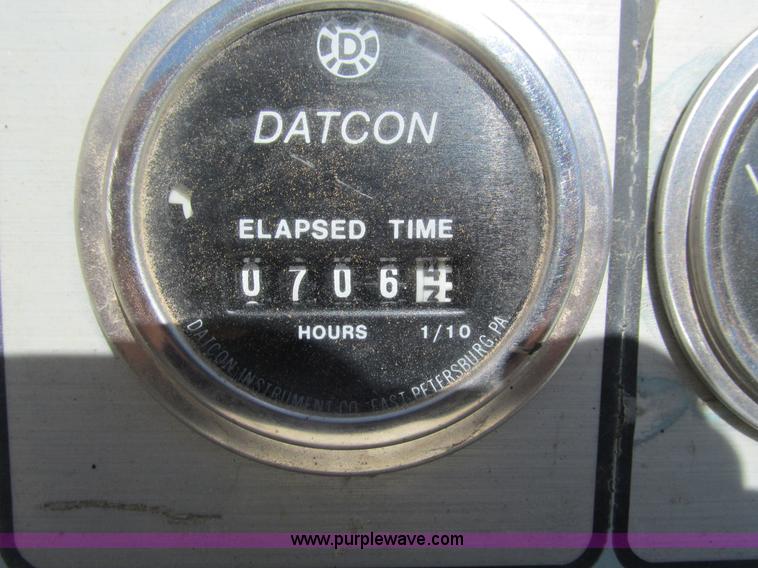 D
DATCON
ELAPSED TIME
0706
HOURS 1/10
DATCON INSTRUMENT CO. EAST PETERSBURG, PA.
www.purplewave.com